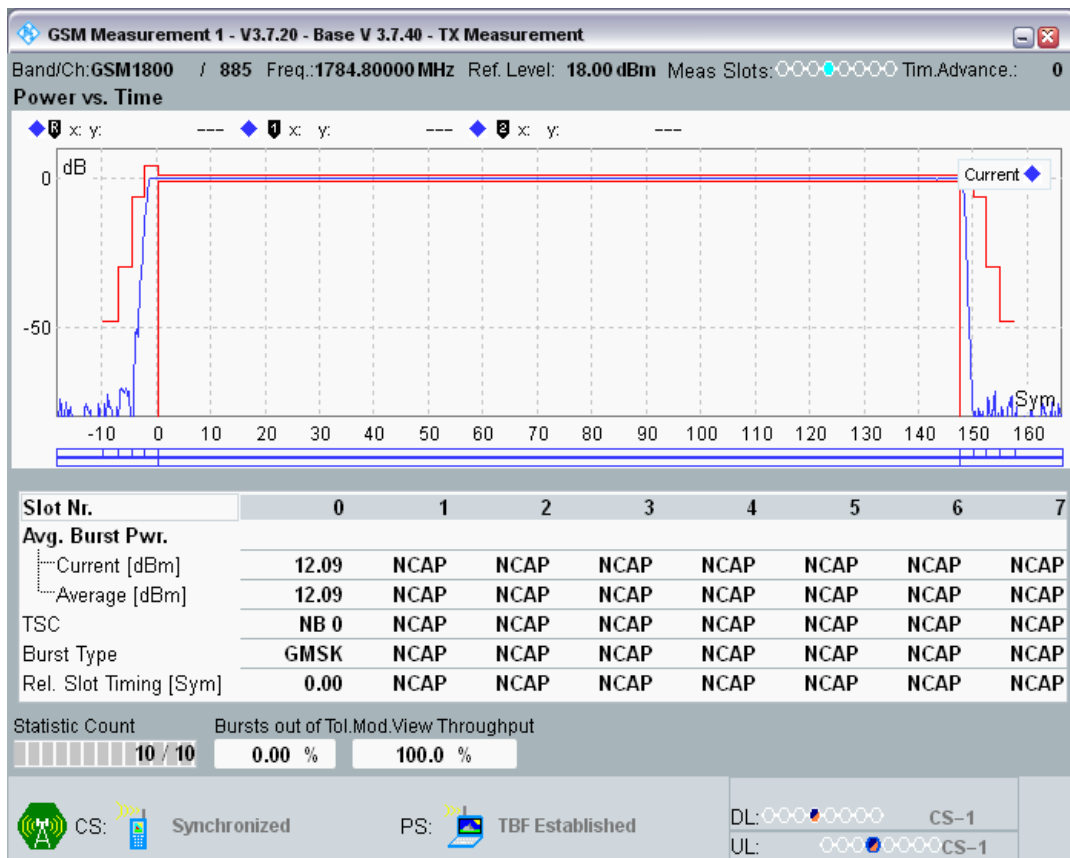 GSM Measurement 1 - V3.7.20 - Base V 3.7.40 - TX Measurement
Band/Ch:GSM1800 / 885 Freq.:1784.80000 MHz Ref. Level: 18.00 dBm Meas Slots: Tim.Advance.: 0
Power vs. Time
R x: y: --- 1 x: y: --- 2 x: y: ---
dB
0
Current
-50
Sym
-10 0 10 20 30 40 50 60 70 80 90 100 110 120 130 140 150 160
Slot Nr. 0 1 2 3 4 5 6 7
Avg. Burst Pwr.
Current [dBm] 12.09 NCAP NCAP NCAP NCAP NCAP NCAP NCAP
Average [dBm] 12.09 NCAP NCAP NCAP NCAP NCAP NCAP NCAP
TSC NB 0 NCAP NCAP NCAP NCAP NCAP NCAP NCAP
Burst Type GMSK NCAP NCAP NCAP NCAP NCAP NCAP NCAP
Rel. Slot Timing [Sym] 0.00 NCAP NCAP NCAP NCAP NCAP NCAP NCAP
Statistic Count Bursts out of Tol.Mod.View Throughput
10 / 10 0.00 % 100.0 %
CS: Synchronized PS: TBF Established
DL: CS-1
UL: CS-1